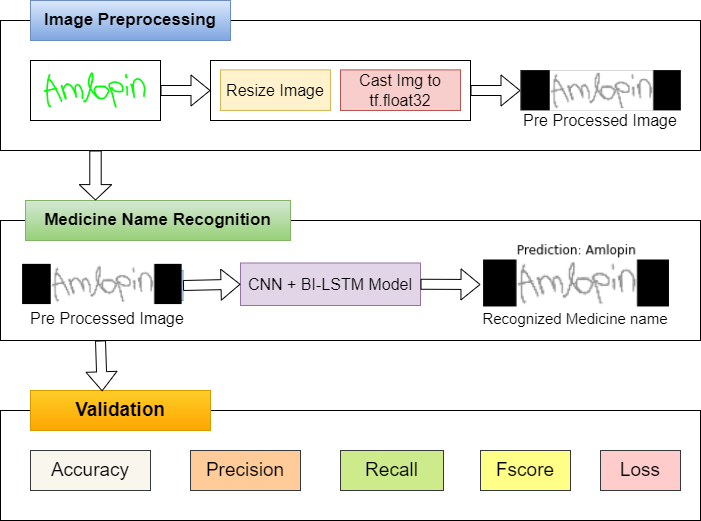 Image Preprocessing
Amlopin
Resize Image
Cast Img to
tf.float32
Amlopin
Pre Processed Image
Medicine Name Recognition
Amlopin
Pre Processed Image
CNN + BI-LSTM Model
Prediction: Amlopin
Amlopin
Recognized Medicine name
Validation
Accuracy
Precision
Recall
Fscore
Loss